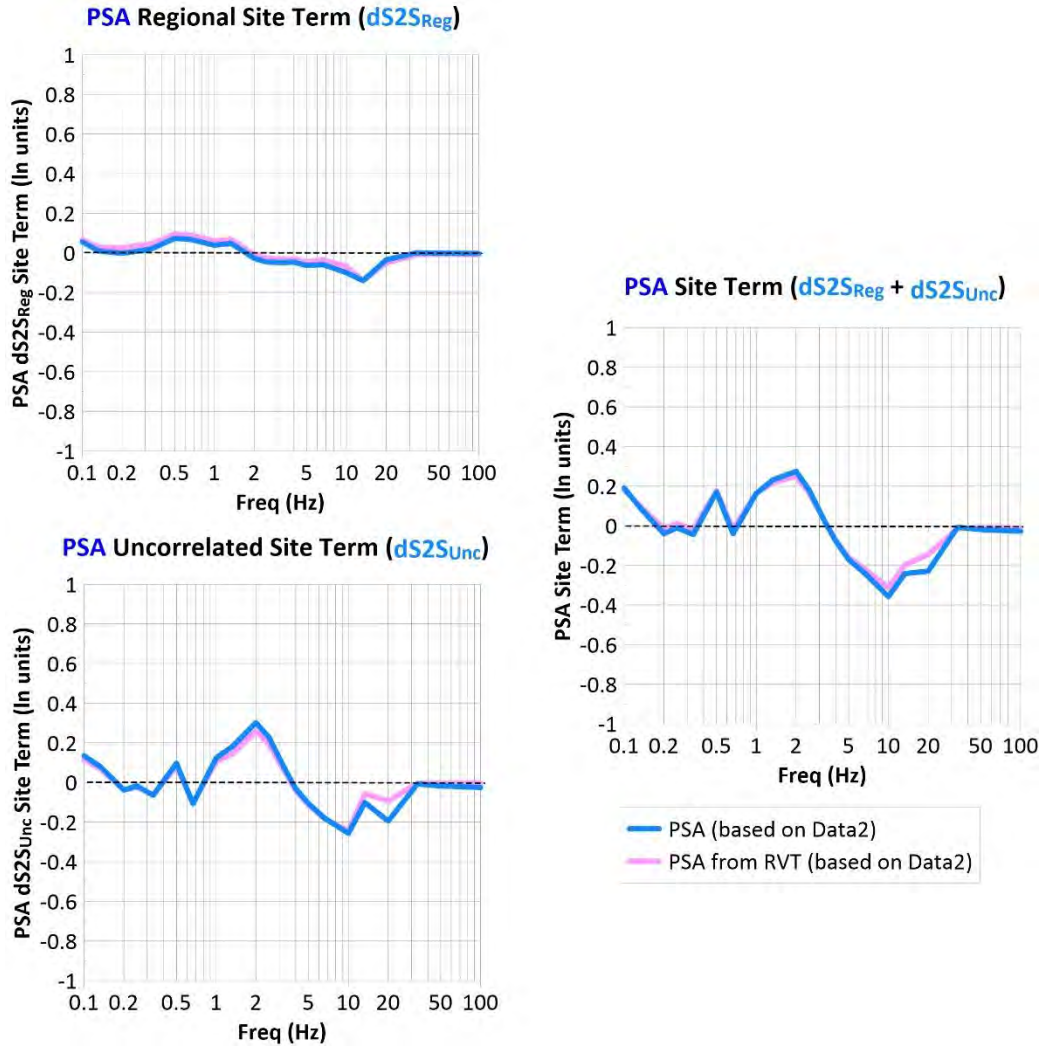 PSA Regional Site Term (dS2SReg)
1
0.8
0.6
0.4
0.2
0
-0.2
-0.4
-0.6
-0.8
-1
PSA dS2SReg Site Term (ln units)
0.1 0.2 0.5 1 2 5 10 20 50 100
Freq (Hz)
PSA Uncorrelated Site Term (dS2SUnc)
1
0.8
0.6
0.4
0.2
0
-0.2
-0.4
-0.6
-0.8
-1
PSA dS2SUnc Site Term (ln units)
0.1 0.2 0.5 1 2 5 10 20 50 100
Freq (Hz)
PSA Site Term (dS2SReg + dS2SUnc)
1
0.8
0.6
0.4
0.2
0
-0.2
-0.4
-0.6
-0.8
-1
PSA Site Term (ln units)
0.1 0.2 0.5 1 2 5 10 20 50 100
Freq (Hz)
PSA (based on Data2)
PSA from RVT (based on Data2)